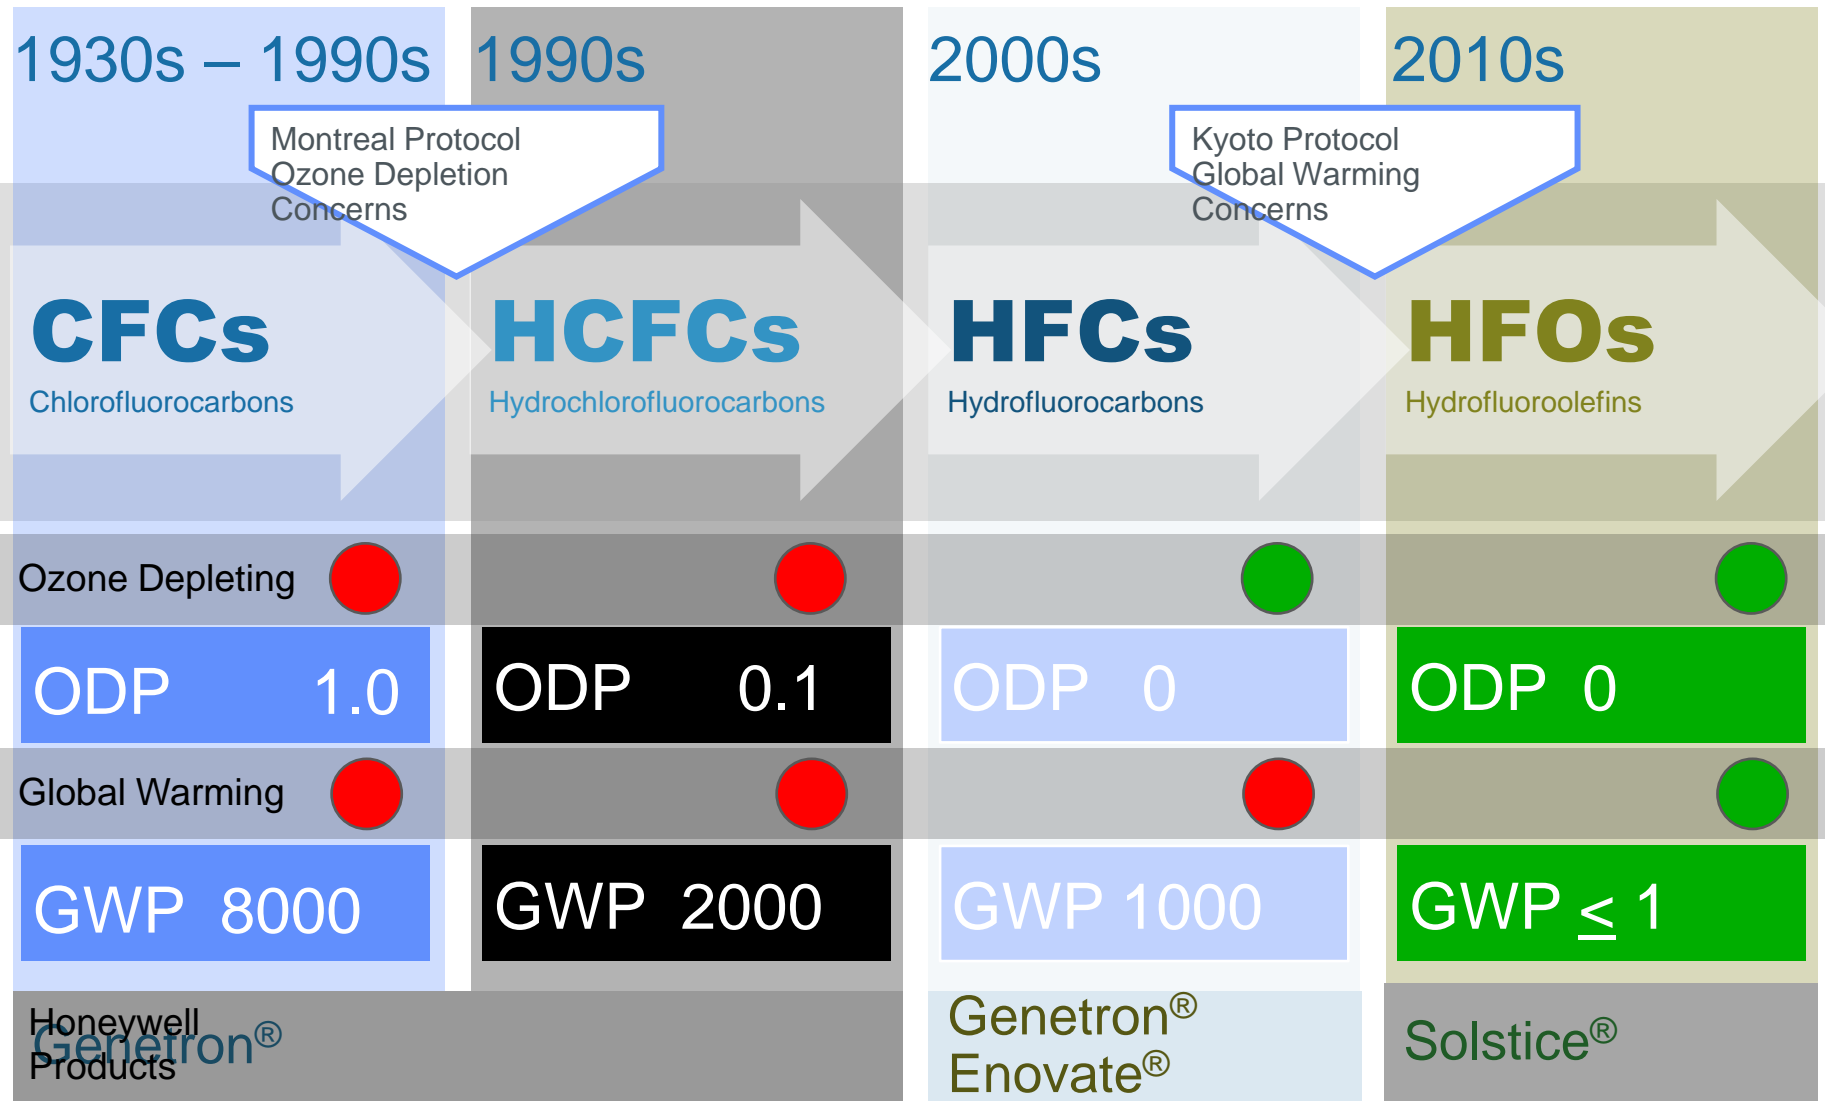 1930s – 1990s
1990s
2000s
2010s
Montreal Protocol
Ozone Depletion
Concerns
Kyoto Protocol
Global Warming
Concerns
CFCs
Chlorofluorocarbons
HCFCs
Hydrochlorofluorocarbons
HFCs
Hydrofluorocarbons
HFOs
Hydrofluoroolefins
Ozone Depleting
ODP 1.0
ODP 0.1
ODP 0
ODP 0
Global Warming
GWP 8000
GWP 2000
GWP 1000
GWP ≤ 1
Honeywell
Products
Genetron®
Genetron®
Enovate®
Solstice®